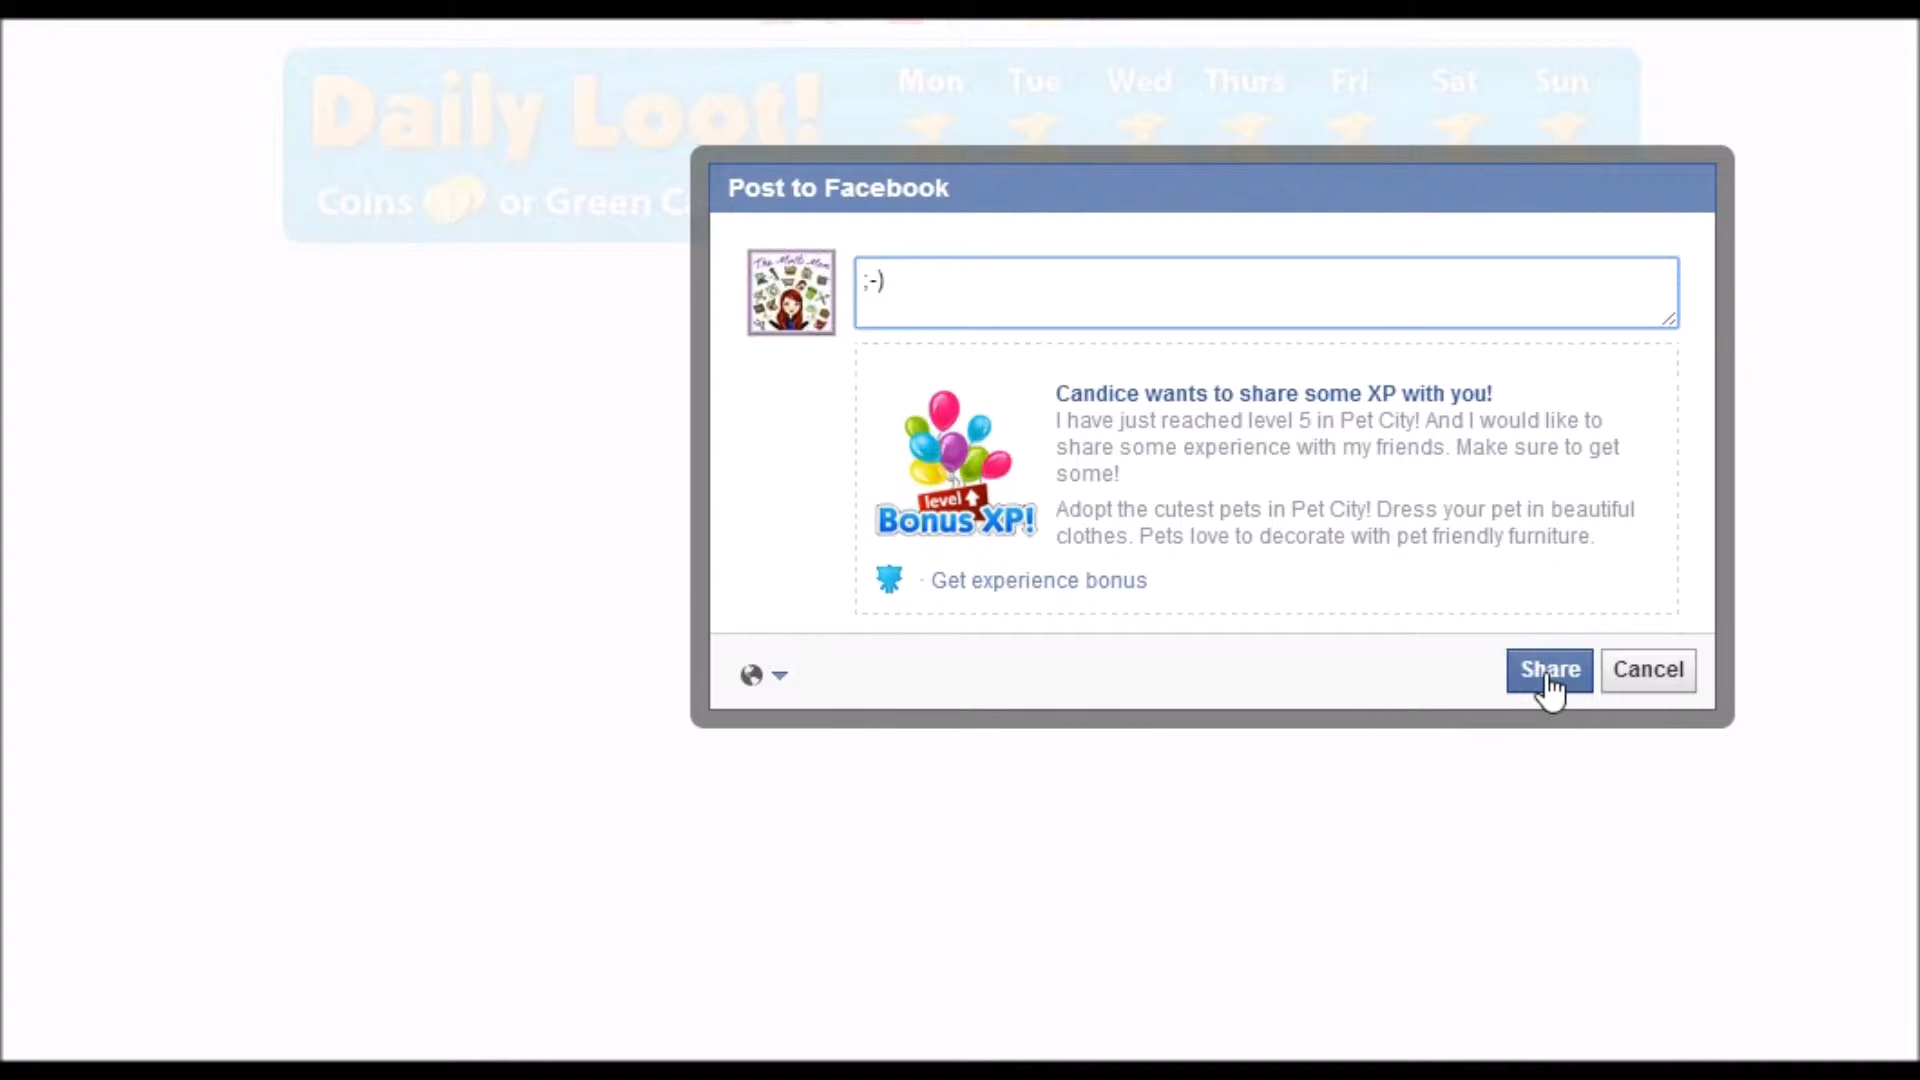 Daily Loot!
Mon Tue Wed Thurs Fri Sat Sun
Coins or Green
Post to Facebook
;-)
Candice wants to share some XP with you!
I have just reached level 5 in Pet City! And I would like to
share some experience with my friends. Make sure to get
some!
level
Bonus XP!
Adopt the cutest pets in Pet City! Dress your pet in beautiful
clothes. Pets love to decorate with pet friendly furniture.
· Get experience bonus
Share Cancel